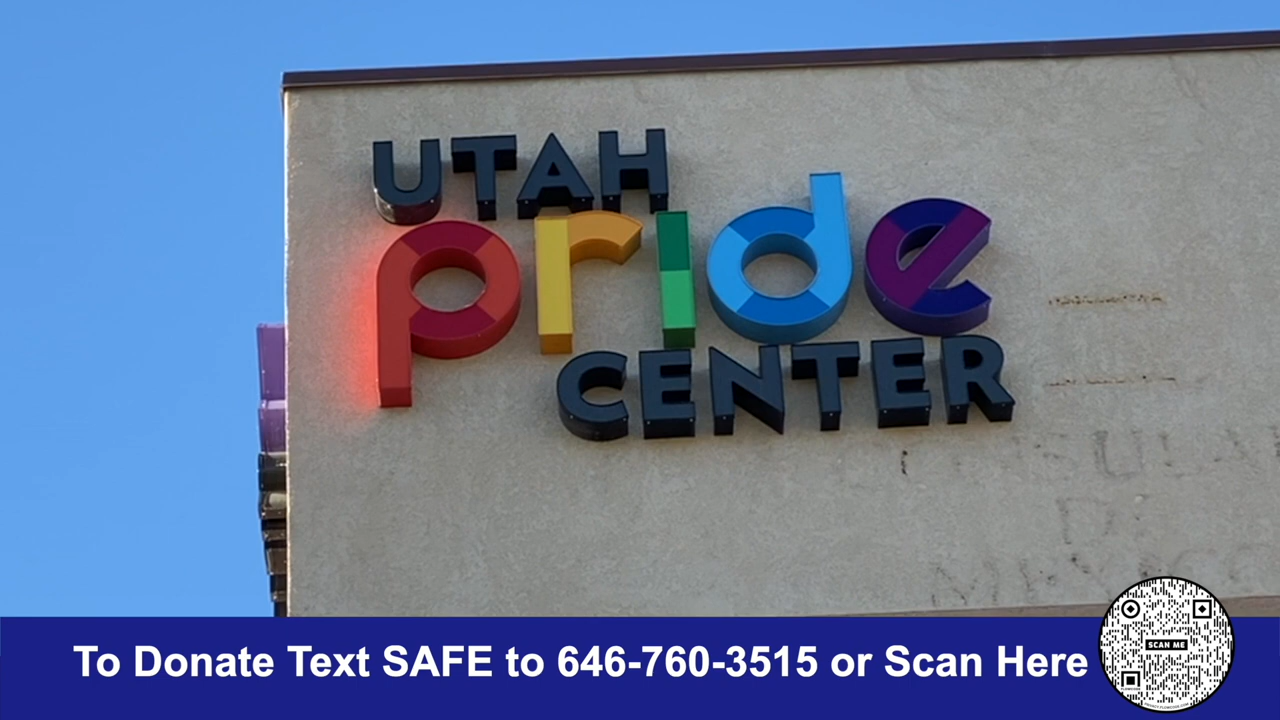 UTAH
pride
CENTER
To Donate Text SAFE to 646-760-3515 or Scan Here
SCAN ME